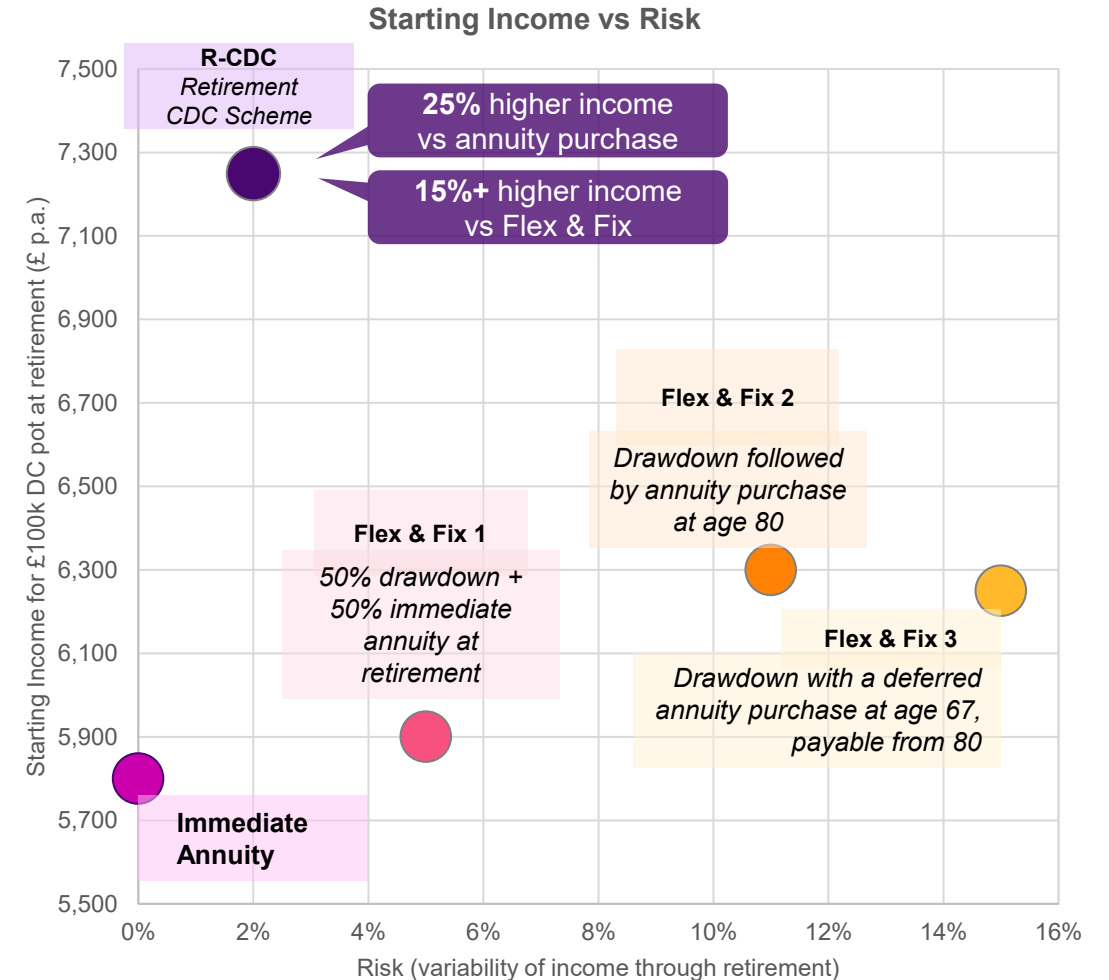 Starting Income vs Risk
Starting Income for £100k DC pot at retirement (£ p.a.)
7,500
7,300
7,100
6,900
6,700
6,500
6,300
6,100
5,900
5,700
5,500
R-CDC
Retirement
CDC Scheme
25% higher income
vs annuity purchase
15%+ higher income
vs Flex & Fix
Flex & Fix 2
Drawdown followed
by annuity purchase
at age 80
Flex & Fix 1
50% drawdown +
50% immediate
annuity at
retirement
Flex & Fix 3
Drawdown with a deferred
annuity purchase at age 67,
payable from 80
Immediate
Annuity
0%
2%
4%
6%
8%
10%
12%
14%
16%
Risk (variability of income through retirement)